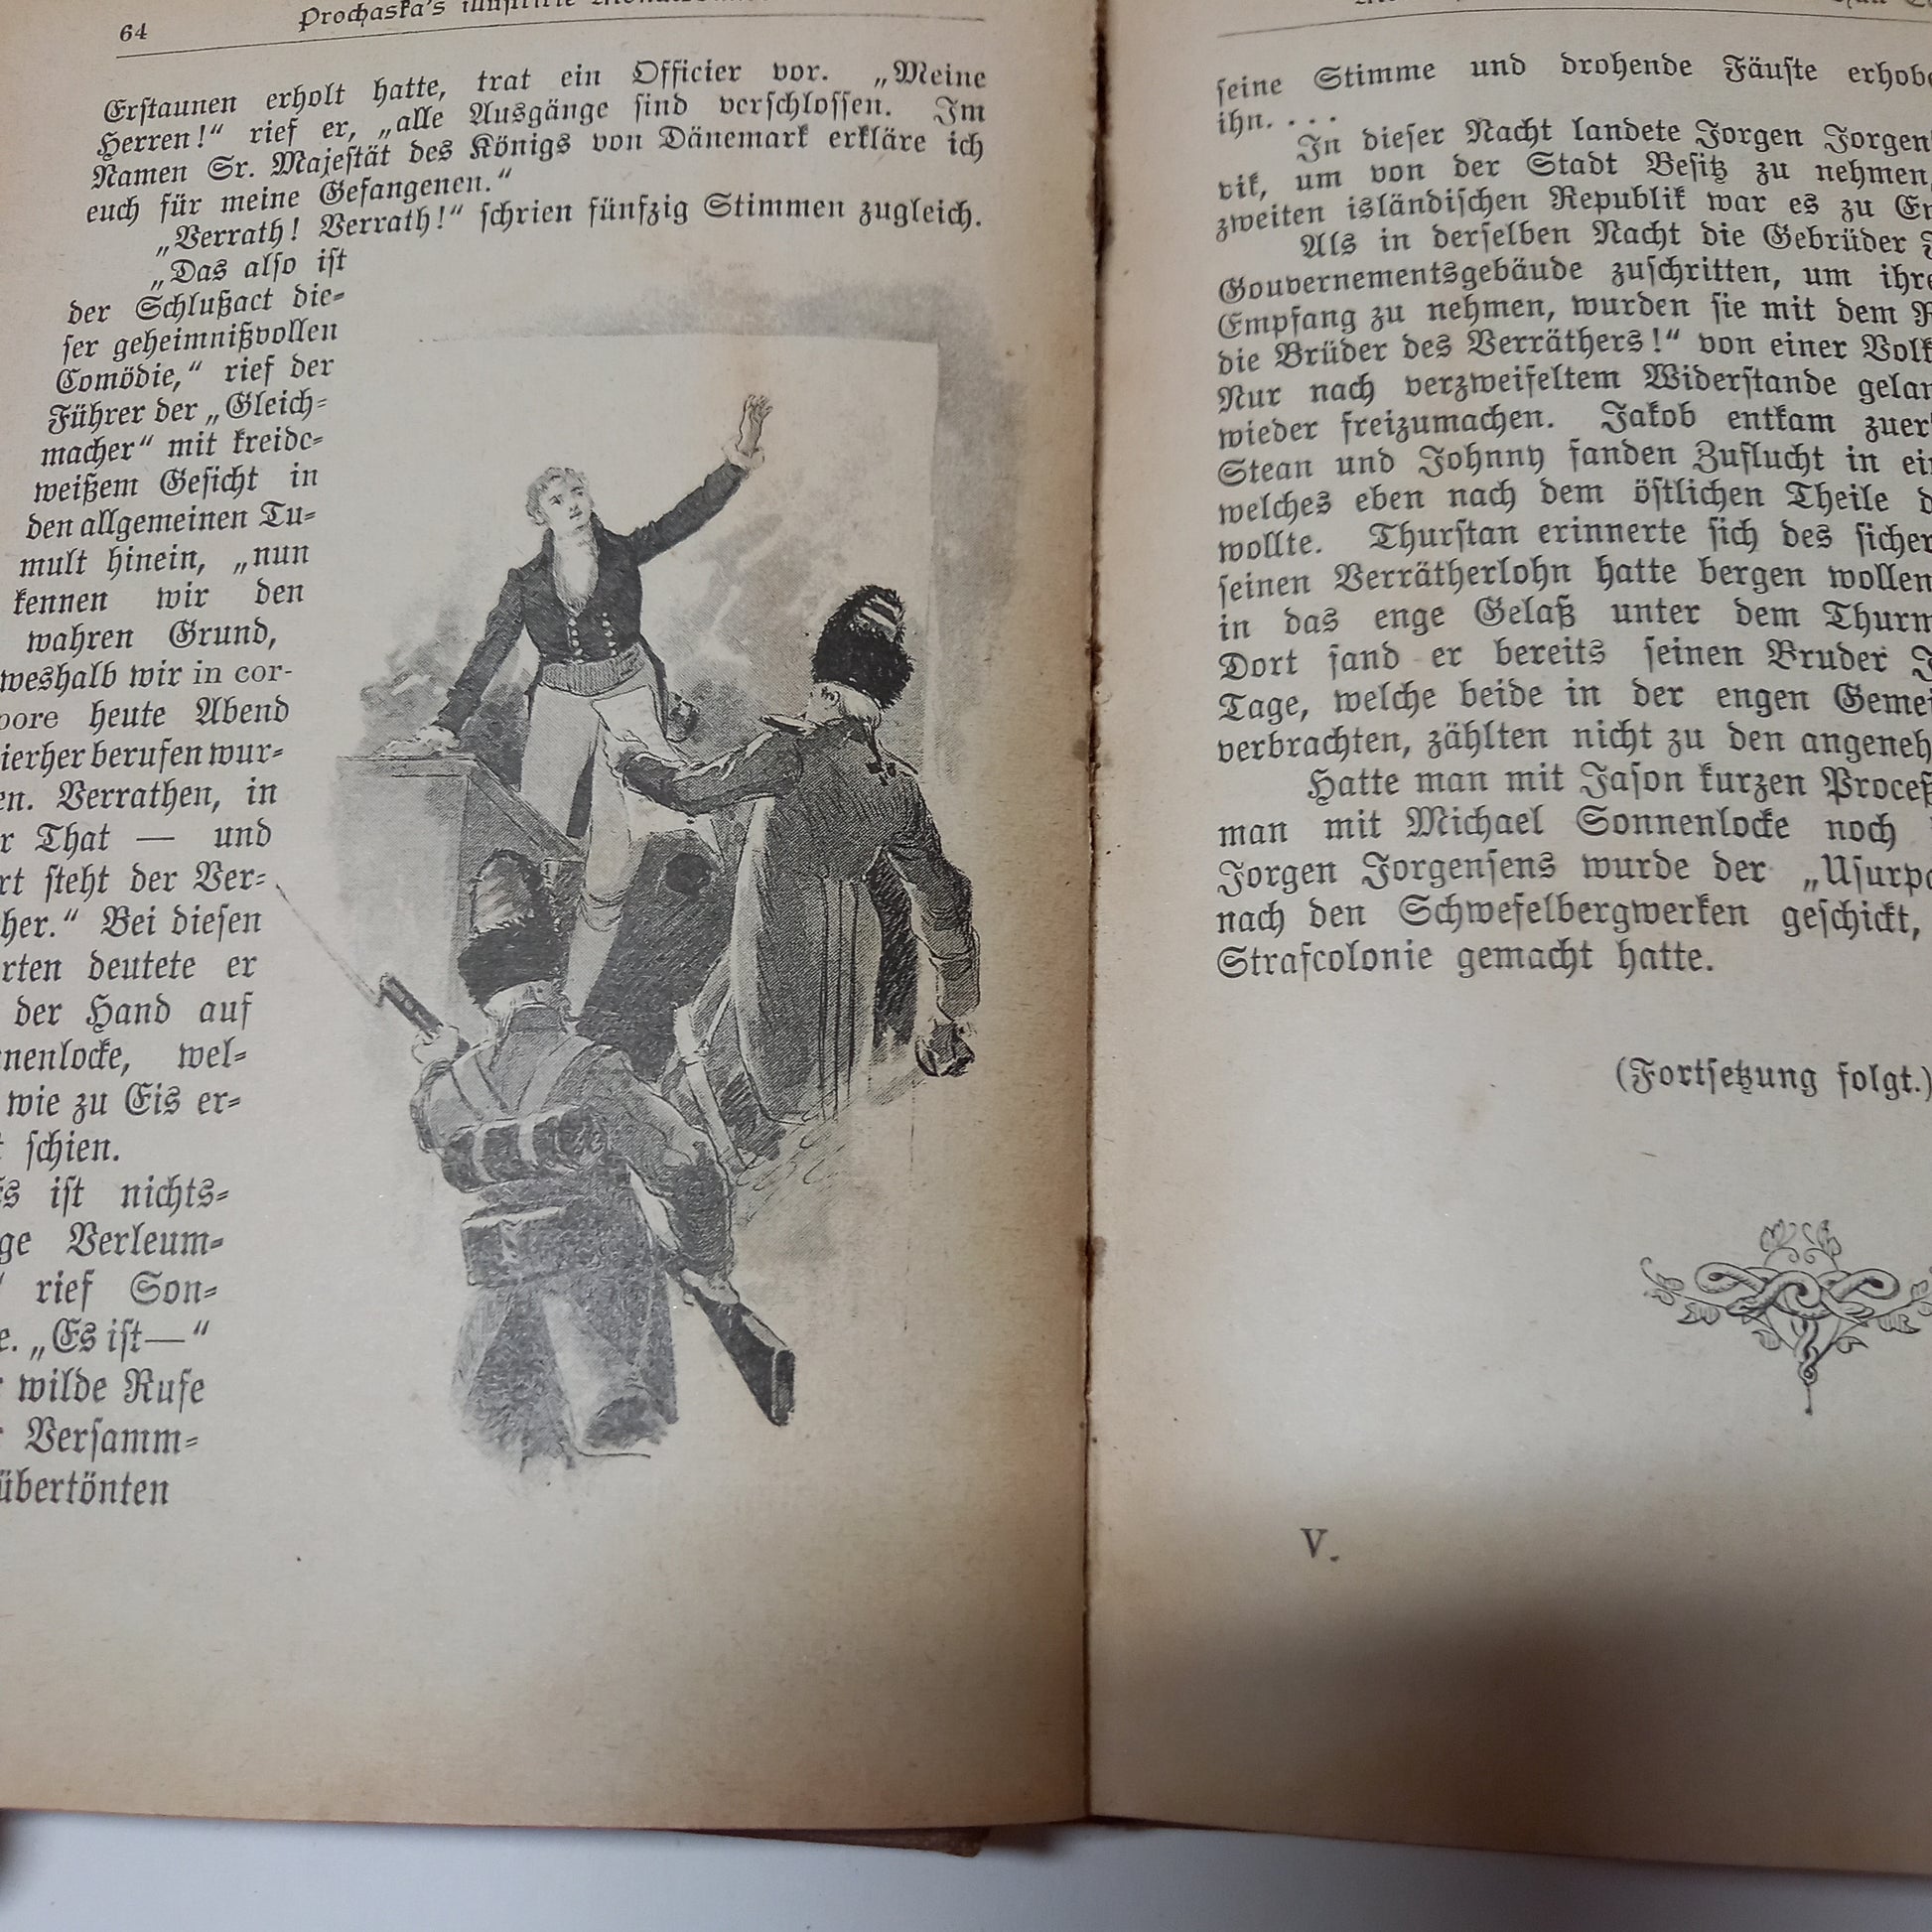 64
Prochaska's illustrirte
Erstaunen erholt hatte, trat ein Officier vor. „Meine
Herren!“ rief er, „alle Ausgänge sind verschlossen. Im
Namen Sr. Majestät des Königs von Dänemark erkläre ich
euch für meine Gefangenen.“
„Verrath! Verrath!“ schrien fünfzig Stimmen zugleich.
„Das also ist
der Schlußact die-
ser geheimnißvollen
Comödie,“ rief der
Führer der „Gleich-
macher“ mit kreide-
weißem Gesicht in
den allgemeinen Tu-
mult hinein, „nun
kennen wir den
wahren Grund,
weshalb wir in cor-
pore heute Abend
ierher berufen wur-
en. Verrathen, in
r That — und
rt steht der Ver-
her.“ Bei diesen
rten deutete er
der Hand auf
nenlocke, wel-
wie zu Eis er-
schien.
s ist nichts-
ge Verleum-
rief Son-
e. „Es ist—“
wilde Rufe
Versamm-
übertönten
seine Stimme und drohende Fäuste erhobe
ihn. . . .
In dieser Nacht landete Jorgen Jorgen
vik, um von der Stadt Besitz zu nehmen,
zweiten isländischen Republik war es zu En
Als in derselben Nacht die Gebrüder
Gouvernementsgebäude zuschritten, um ihre
Empfang zu nehmen, wurden sie mit dem R
die Brüder des Verräthers!“ von einer Volk
Nur nach verzweifeltem Widerstande gelan
wieder freizumachen. Jakob entkam zuer
Stean und Johnny fanden Zuflucht in ei
welches eben nach dem östlichen Theile d
wollte. Thurstan erinnerte sich des sicher
seinen Verrätherlohn hatte bergen wollen
in das enge Gelaß unter dem Thurm
Dort fand er bereits seinen Bruder
Tage, welche beide in der engen Gemei
verbrachten, zählten nicht zu den angeneh
Hatte man mit Jason kurzen Proceß
man mit Michael Sonnenlocke noch
Jorgen Jorgensens wurde der „Usurpa
nach den Schwefelbergwerken geschickt,
Strafcolonie gemacht hatte.
(Fortsetzung folgt.)
V.